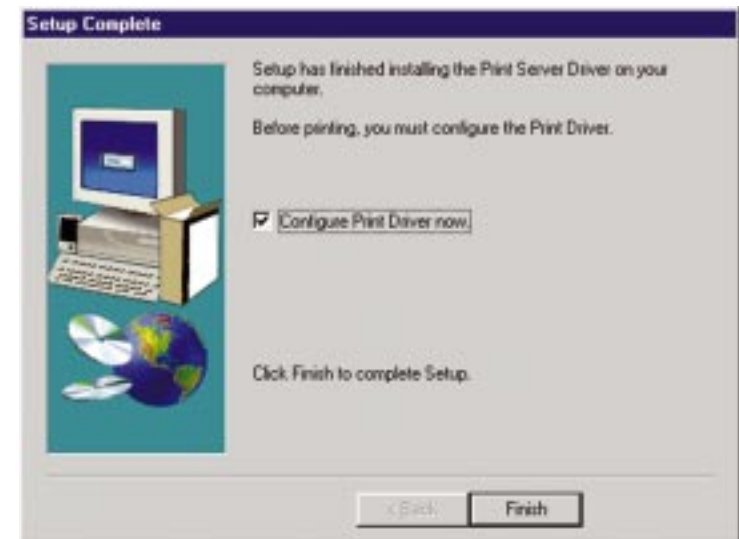 Setup Complete
Setup has finished installing the Print Server Driver on your
computer.
Before printing, you must configure the Print Driver.
Configure Print Driver now.
Click Finish to complete Setup.
< Back
Finish